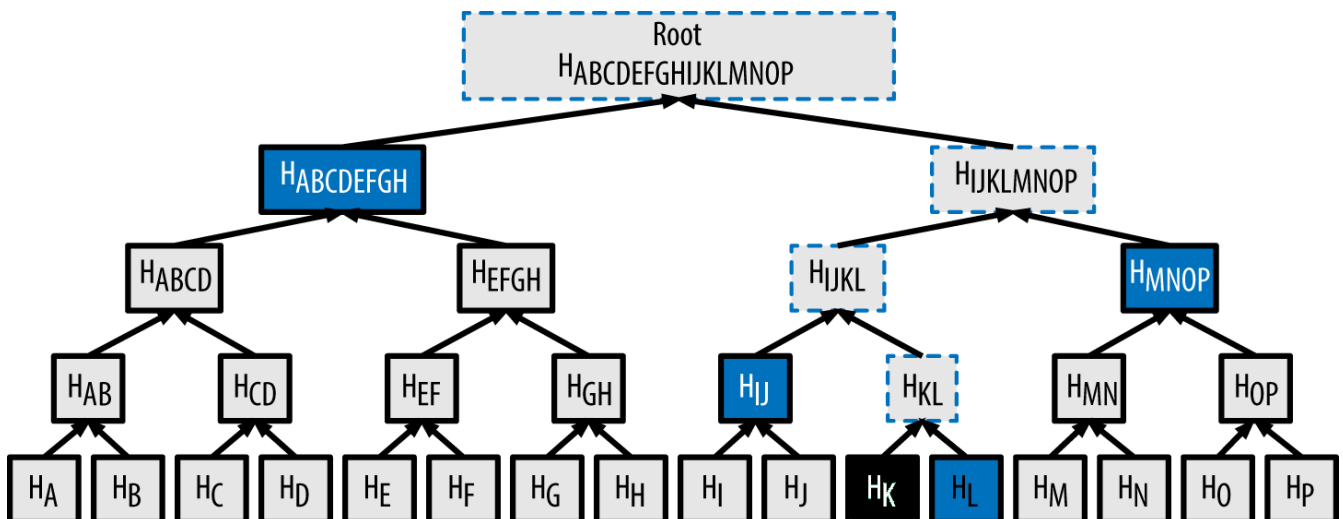 Root
HABCDEFGHIJKLMNOP
HABCDEFGH
HIJKLMNOP
HABCD
HEFGH
HIJKL
HMNOP
HAB
HCD
HEF
HGH
HIJ
HKL
HMN
HOP
HA
HB
HC
HD
HE
HF
HG
HH
HI
HJ
HK
HL
HM
HN
HO
HP